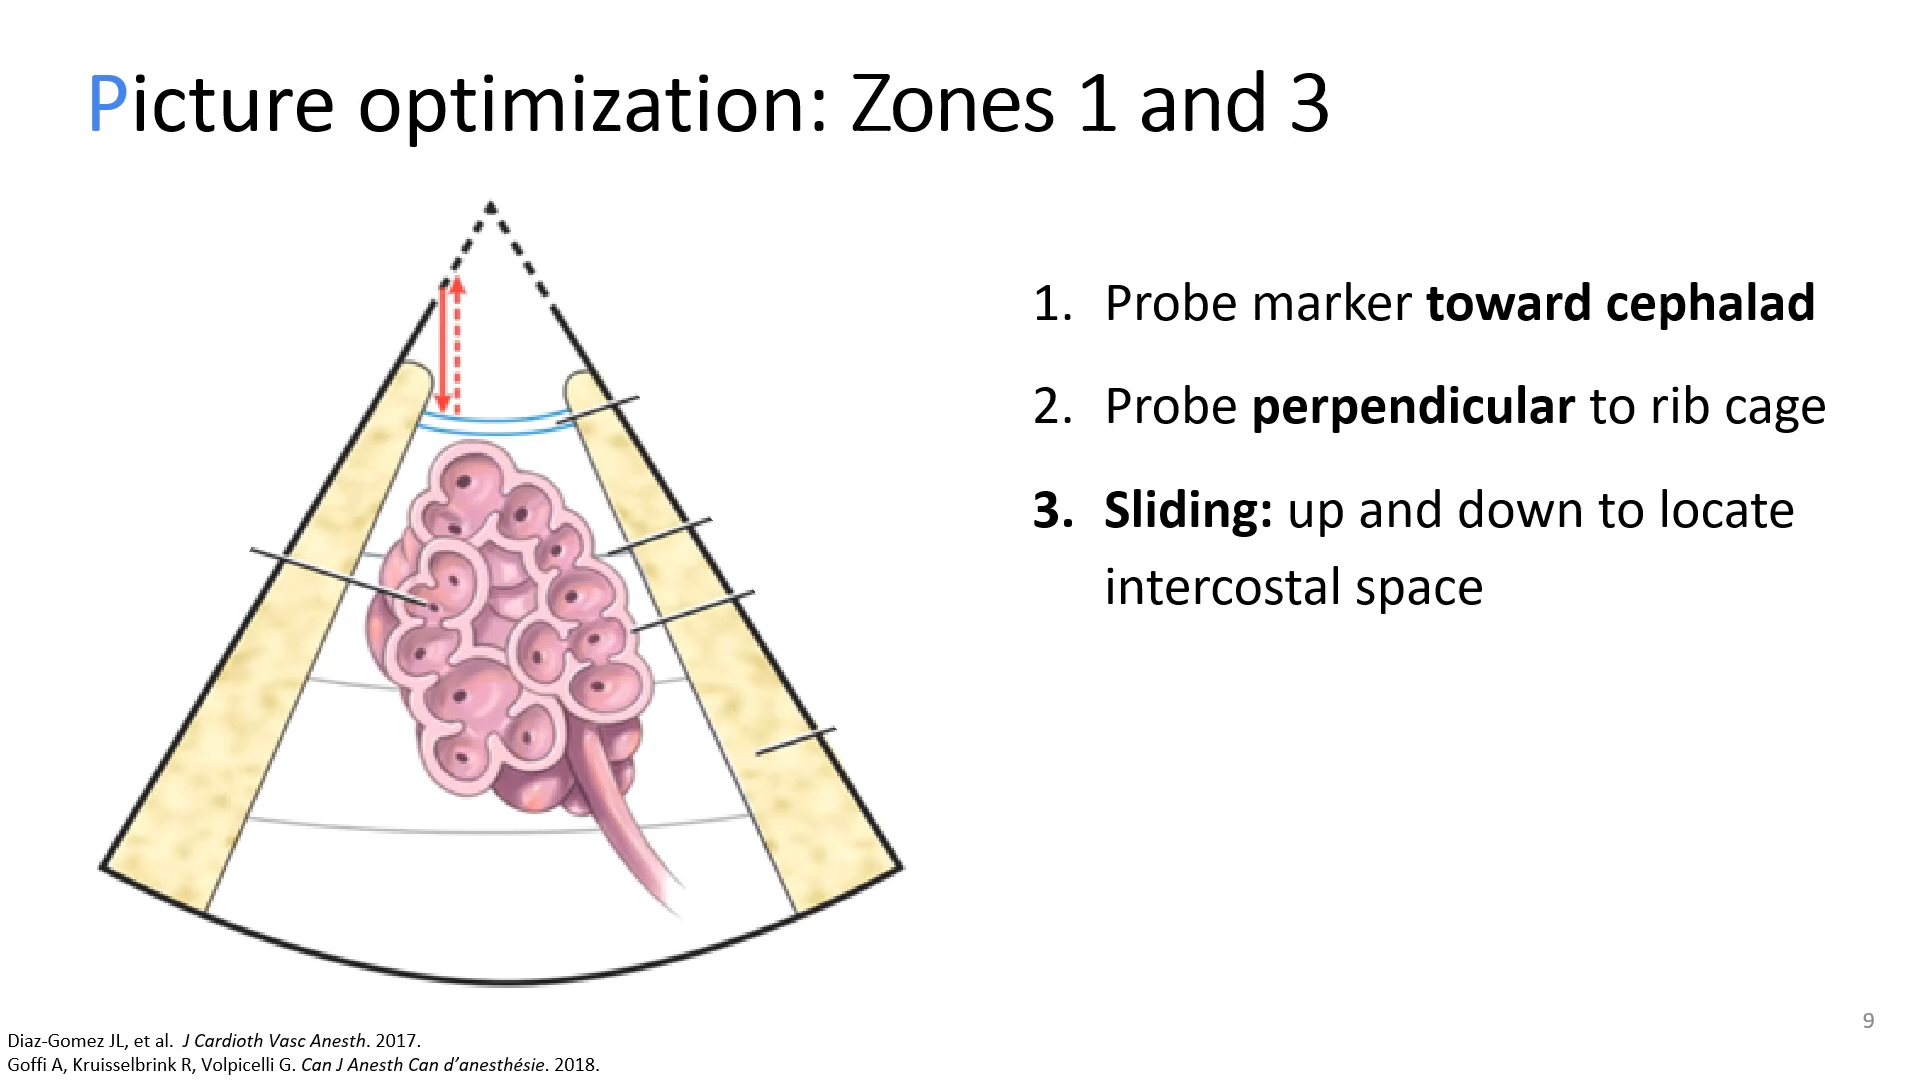 Picture optimization: Zones 1 and 3
1. Probe marker toward cephalad
2. Probe perpendicular to rib cage
3. Sliding: up and down to locate
intercostal space
Diaz-Gomez JL, et al. J Cardioth Vasc Anesth. 2017.
Goffi A, Kruisselbrink R, Volpicelli G. Can J Anesth Can d’anesthésie. 2018.
9